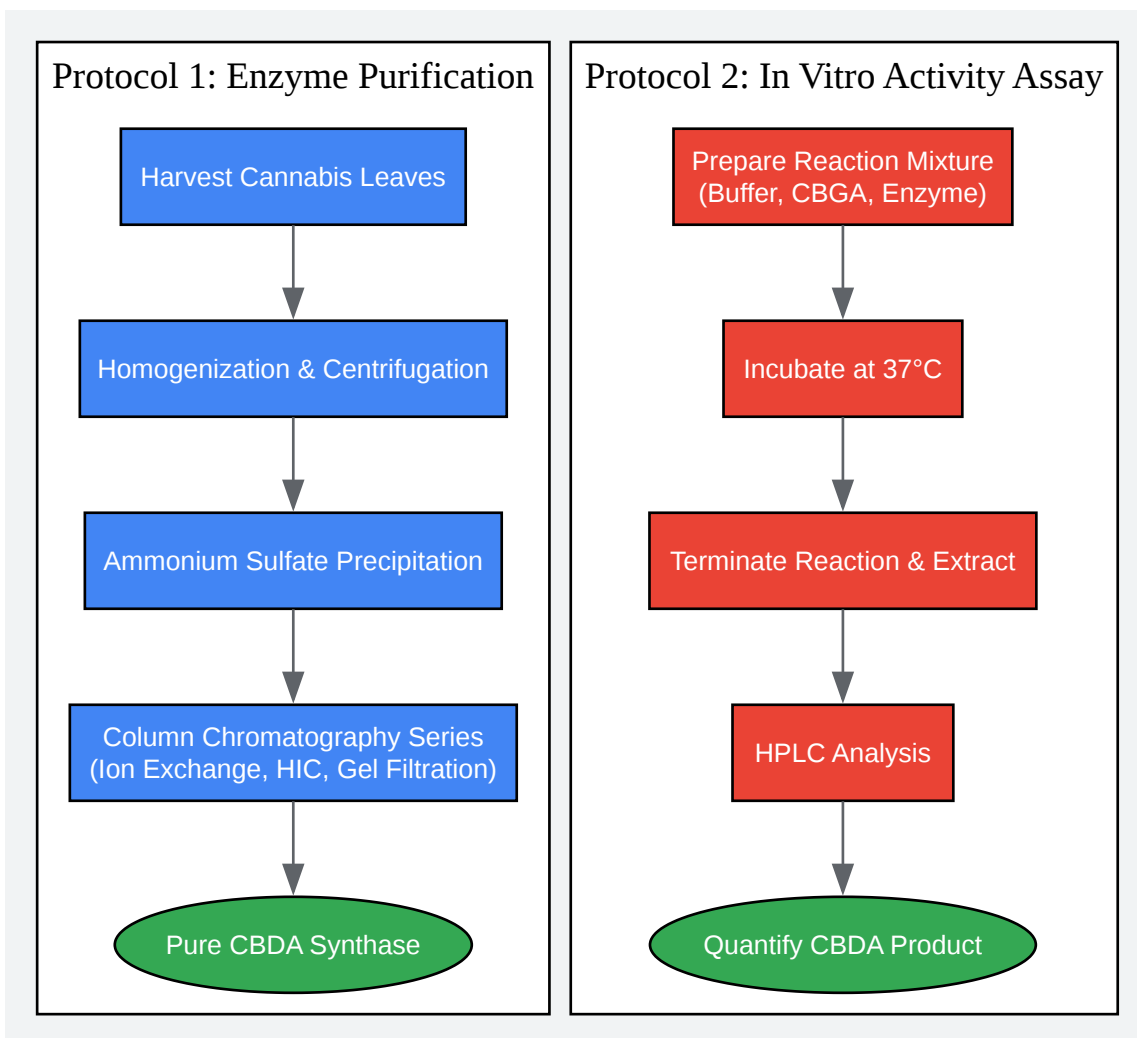 Protocol 1: Enzyme Purification
Harvest Cannabis Leaves
Homogenization & Centrifugation
Ammonium Sulfate Precipitation
Column Chromatography Series
(Ion Exchange, HIC, Gel Filtration)
Pure CBDA Synthase
Protocol 2: In Vitro Activity Assay
Prepare Reaction Mixture
(Buffer, CBGA, Enzyme)
Incubate at 37°C
Terminate Reaction & Extract
HPLC Analysis
Quantify CBDA Product